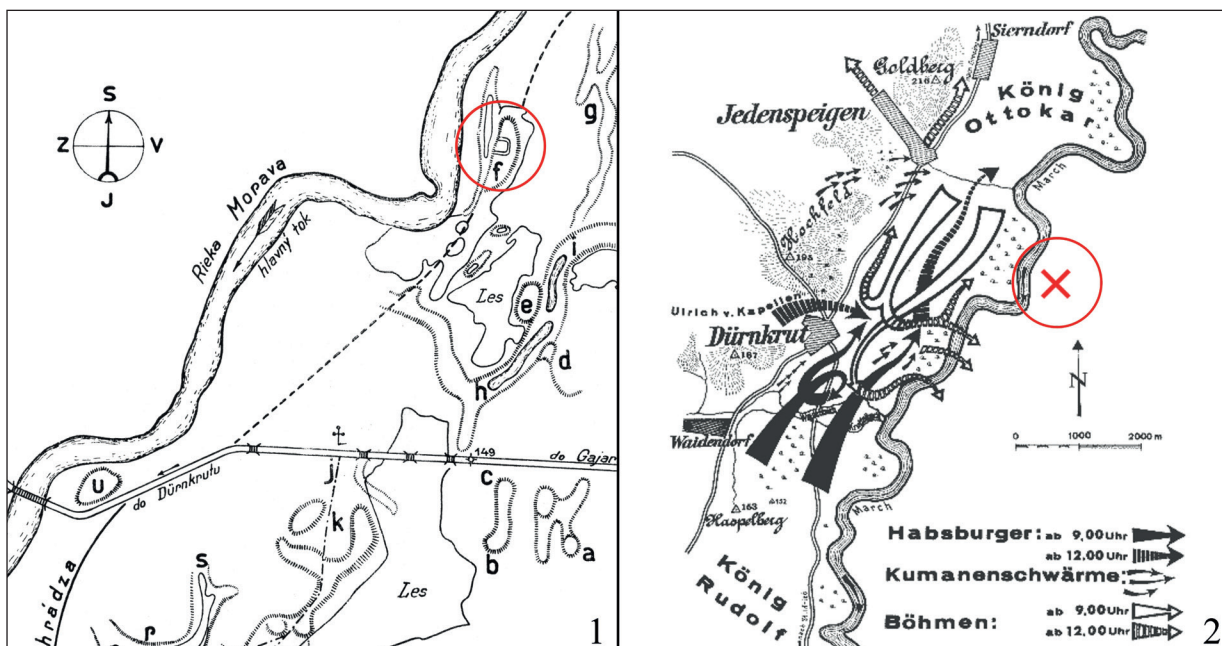 S
Z V
J
Rieka Morava
hlavný tok
f
g
i
Les
e
d
h
149
do Gajar
j
do Dürnkrutu
u
c
k
a
b
S
Les
hrádza
p
1
Sierndorf
Goldberg
218
König
Ottokar
Jedenspeigen
March
Hochfeld
195
Ulrich v. Kapellen
Dürnkrut
187
N
0 1000 2000 m
Waidendorf
163
152
Haspelberg
March
König
Rudolf
Habsburger: ab 9,00 Uhr
ab 12,00 Uhr
Kumanenschwärme:
Böhmen: ab 9,00 Uhr
ab 12,00 Uhr
2